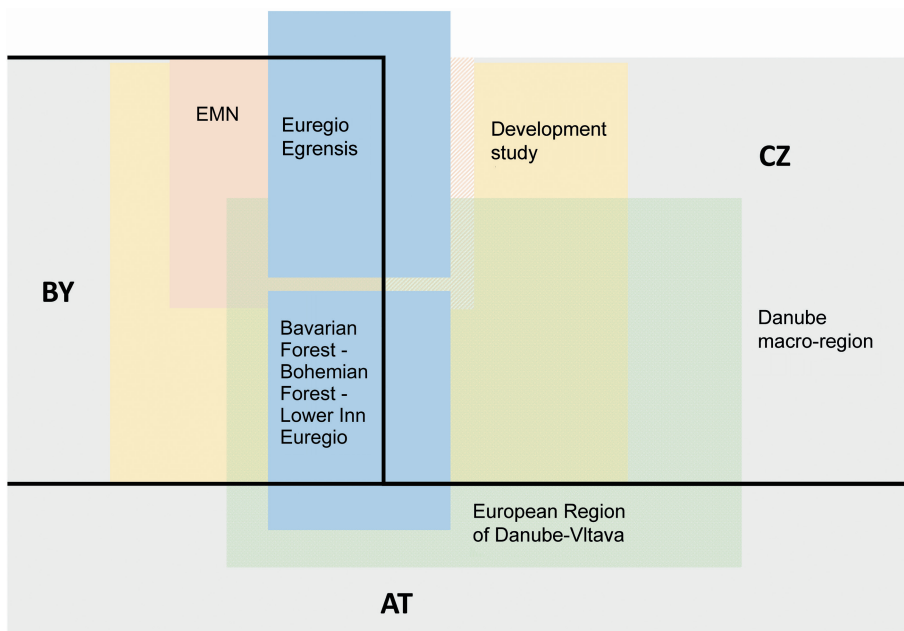 EMN
Euregio
Egrensis
Development
study
CZ
BY
Bavarian
Forest -
Bohemian
Forest -
Lower Inn
Euregio
Danube
macro-region
European Region
of Danube-Vltava
AT